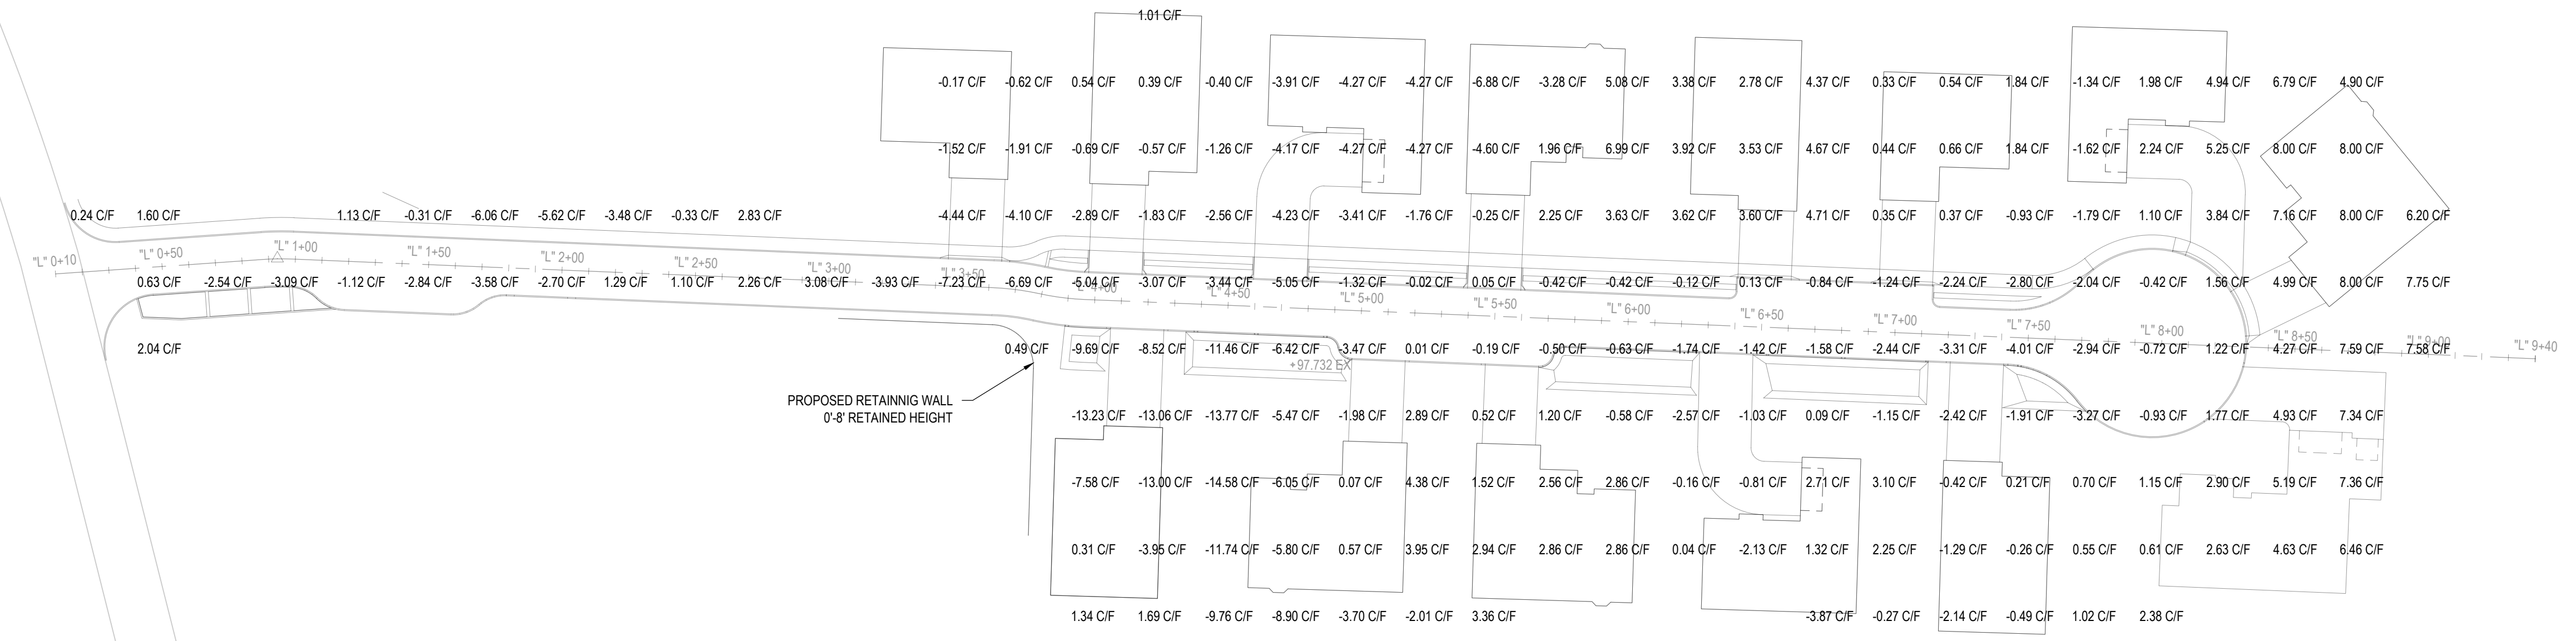 1.01 C/F
-0.17 C/F -0.62 C/F 0.54 C/F 0.39 C/F -0.40 C/F -3.91 C/F -4.27 C/F -4.27 C/F -6.88 C/F -3.28 C/F 5.08 C/F 3.38 C/F 2.78 C/F 4.37 C/F 0.33 C/F 0.54 C/F 1.84 C/F -1.34 C/F 1.98 C/F 4.94 C/F 6.79 C/F 4.90 C/F
-1.52 C/F -1.91 C/F -0.69 C/F -0.57 C/F -1.26 C/F -4.17 C/F -4.27 C/F -4.27 C/F -4.60 C/F 1.96 C/F 6.99 C/F 3.92 C/F 3.53 C/F 4.67 C/F 0.44 C/F 0.66 C/F 1.84 C/F -1.62 C/F 2.24 C/F 5.25 C/F 8.00 C/F 8.00 C/F
0.24 C/F 1.60 C/F 1.13 C/F -0.31 C/F -6.06 C/F -5.62 C/F -3.48 C/F -0.33 C/F 2.83 C/F -4.44 C/F -4.10 C/F -2.89 C/F -1.83 C/F -2.56 C/F -4.23 C/F -3.41 C/F -1.76 C/F -0.25 C/F 2.25 C/F 3.63 C/F 3.62 C/F 3.60 C/F 4.71 C/F 0.35 C/F 0.37 C/F -0.93 C/F -1.79 C/F 1.10 C/F 3.84 C/F 7.16 C/F 8.00 C/F 6.20 C/F
"L" 0+10 "L" 0+50 "L" 1+00 "L" 1+50 "L" 2+00 "L" 2+50 "L" 3+00 "L" 3+50 "L" 4+00 "L" 4+50 "L" 5+00 "L" 5+50 "L" 6+00 "L" 6+50 "L" 7+00 "L" 7+50 "L" 8+00 "L" 8+50 "L" 9+00 "L" 9+40
0.63 C/F -2.54 C/F -3.09 C/F -1.12 C/F -2.84 C/F -3.58 C/F -2.70 C/F 1.29 C/F 1.10 C/F 2.26 C/F 3.08 C/F -3.93 C/F -7.23 C/F -6.69 C/F -5.04 C/F -3.07 C/F -3.44 C/F -5.05 C/F -1.32 C/F -0.02 C/F 0.05 C/F -0.42 C/F -0.42 C/F -0.12 C/F 0.13 C/F -0.84 C/F -1.24 C/F -2.24 C/F -2.80 C/F -2.04 C/F -0.42 C/F 1.56 C/F 4.99 C/F 8.00 C/F 7.75 C/F
2.04 C/F 0.49 C/F -9.69 C/F -8.52 C/F -11.46 C/F -6.42 C/F -3.47 C/F 0.01 C/F -0.19 C/F -0.50 C/F -0.63 C/F -1.74 C/F -1.42 C/F -1.58 C/F -2.44 C/F -3.31 C/F -4.01 C/F -2.94 C/F -0.72 C/F 1.22 C/F 4.27 C/F 7.59 C/F 7.58 C/F
+97.732 EX
PROPOSED RETAINNIG WALL
0'-8' RETAINED HEIGHT
-13.23 C/F -13.06 C/F -13.77 C/F -5.47 C/F -1.98 C/F 2.89 C/F 0.52 C/F 1.20 C/F -0.58 C/F -2.57 C/F -1.03 C/F 0.09 C/F -1.15 C/F -2.42 C/F -1.91 C/F -3.27 C/F -0.93 C/F 1.77 C/F 4.93 C/F 7.34 C/F
-7.58 C/F -13.00 C/F -14.58 C/F -6.05 C/F 0.07 C/F 4.38 C/F 1.52 C/F 2.56 C/F 2.86 C/F -0.16 C/F -0.81 C/F 2.71 C/F 3.10 C/F -0.42 C/F 0.21 C/F 0.70 C/F 1.15 C/F 2.90 C/F 5.19 C/F 7.36 C/F
0.31 C/F -3.95 C/F -11.74 C/F -5.80 C/F 0.57 C/F 3.95 C/F 2.94 C/F 2.86 C/F 2.86 C/F 0.04 C/F -2.13 C/F 1.32 C/F 2.25 C/F -1.29 C/F -0.26 C/F 0.55 C/F 0.61 C/F 2.63 C/F 4.63 C/F 6.46 C/F
1.34 C/F 1.69 C/F -9.76 C/F -8.90 C/F -3.70 C/F -2.01 C/F 3.36 C/F -3.87 C/F -0.27 C/F -2.14 C/F -0.49 C/F 1.02 C/F 2.38 C/F